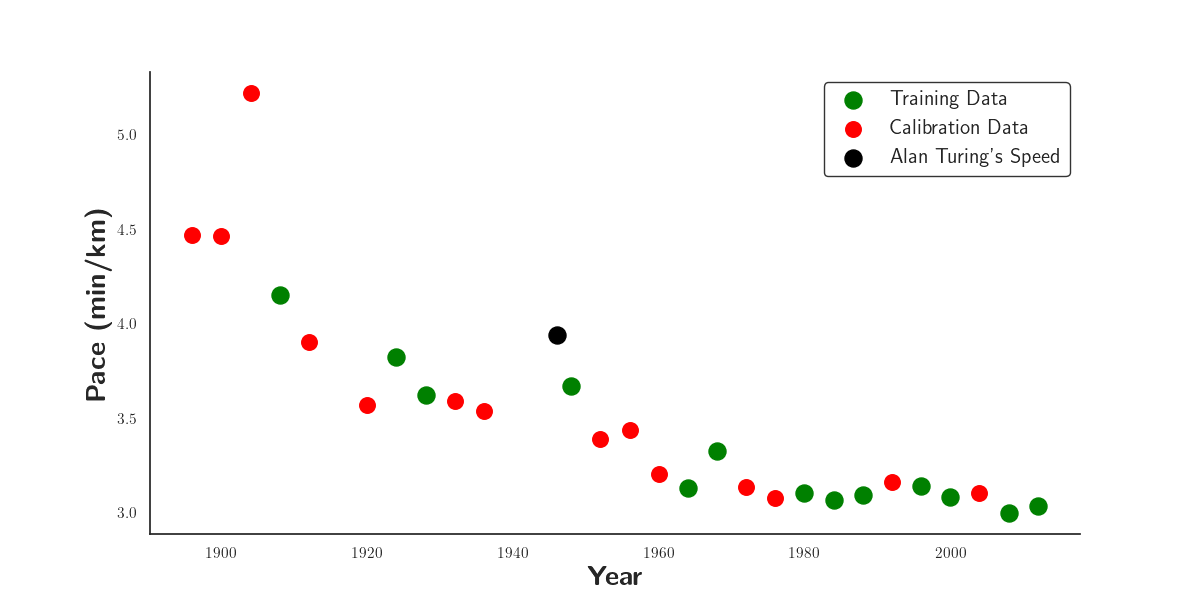 Training Data
Calibration Data
Alan Turing's Speed
Pace (min/km)
5.0
4.5
4.0
3.5
3.0
1900
1920
1940
1960
1980
2000
Year